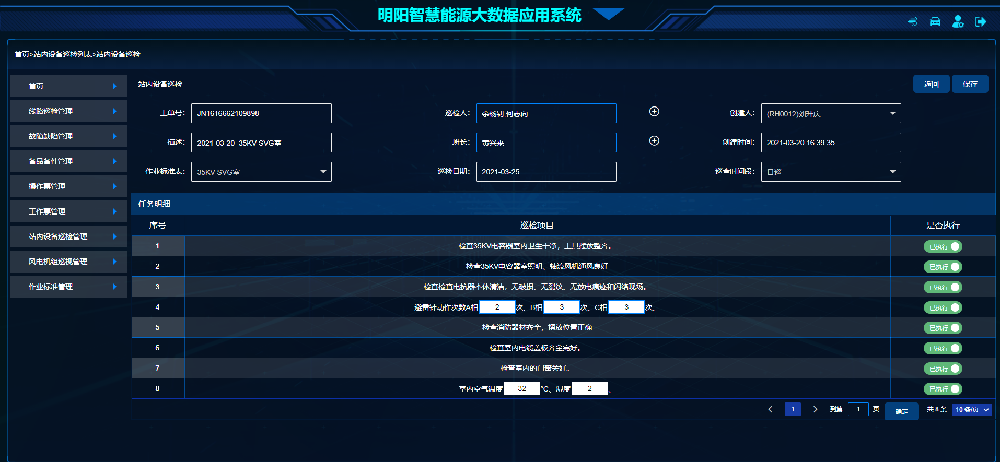 明阳智慧能源大数据应用系统
首页>站内设备巡检列表>站内设备巡检
首页
线路巡检管理
故障缺陷管理
备品备件管理
操作票管理
工作票管理
站内设备巡检管理
风电机组巡视管理
作业标准管理
站内设备巡检
返回 保存
工单号: JN1616662109898 巡检人: 余杨钊,何志向 创建人: (RH0012)刘升庆
描述: 2021-03-20_35KV SVG室 班长: 黄兴来 创建时间: 2021-03-20 16:39:35
作业标准表: 35KV SVG室 巡检日期: 2021-03-25 巡查时间段: 日巡
任务明细
序号 巡检项目 是否执行
1 检查35KV电容器室内卫生干净，工具摆放整齐。 已执行
2 检查35KV电容器室照明、轴流风机通风良好 已执行
3 检查检查电抗器本体清洁，无破损、无裂纹、无放电痕迹和闪络现场。 已执行
4 避雷针动作次数A相 2 次、B相 3 次、C相 3 次、 已执行
5 检查消防器材齐全，摆放位置正确 已执行
6 检查室内电缆盖板齐全完好。 已执行
7 检查室内的门窗关好。 已执行
8 室内空气温度 32 °C、湿度 2 、 已执行
1 到第 1 页 确定 共 8 条 10 条/页